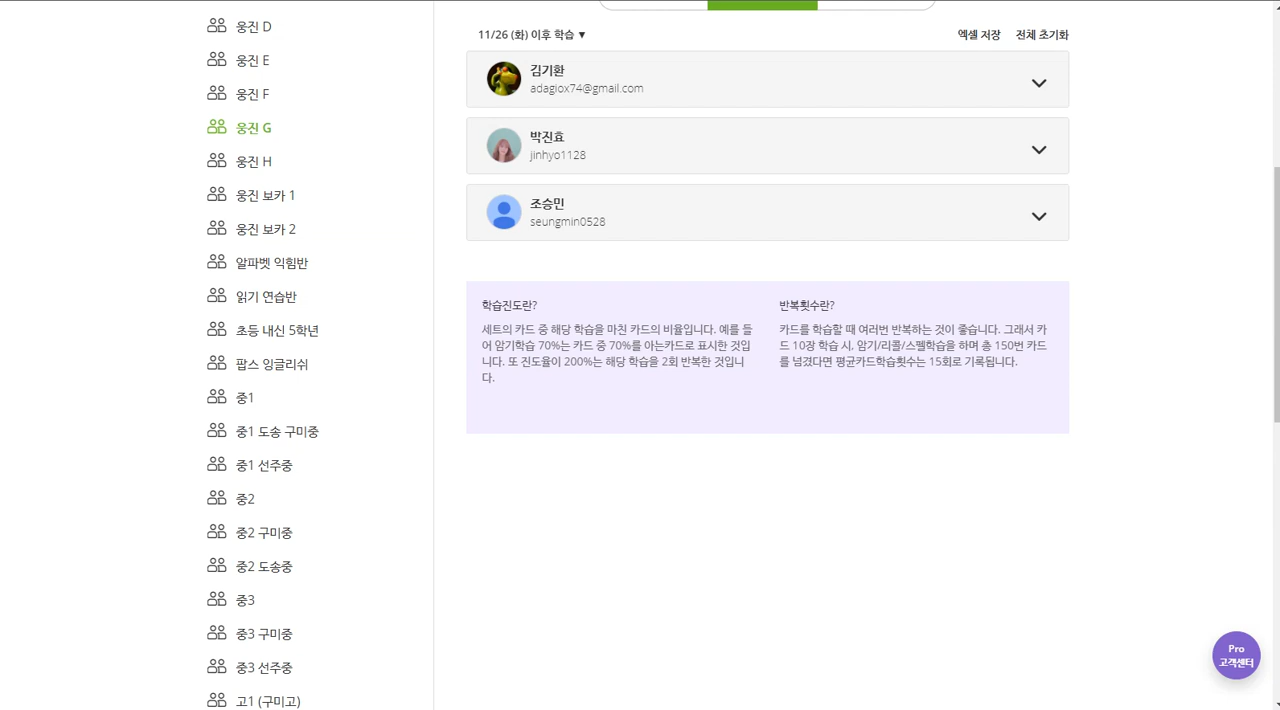 웅진 D
웅진 E
웅진 F
웅진 G
웅진 H
웅진 보카 1
웅진 보카 2
알파벳 익힘반
읽기 연습반
초등 내신 5학년
팝스 잉글리쉬
중1
중1 도송 구미중
중1 선주중
중2
중2 구미중
중2 도송중
중3
중3 구미중
중3 선주중
고1 (구미고)
11/26 (화) 이후 학습 ▼
엑셀 저장 전체 초기화
김기환
adagiox74@gmail.com
박진효
jinhyo1128
조승민
seungmin0528
학습진도란?
세트의 카드 중 해당 학습을 마친 카드의 비율입니다. 예를 들
어 암기학습 70%는 카드 중 70%를 아는카드로 표시한 것입
니다. 또 진도율이 200%는 해당 학습을 2회 반복한 것입니
다.
반복횟수란?
카드를 학습할 때 여러번 반복하는 것이 좋습니다. 그래서 카
드 10장 학습 시, 암기/리콜/스펠학습을 하며 총 150번 카드
를 넘겼다면 평균카드학습횟수는 15회로 기록됩니다.
Pro
고객센터